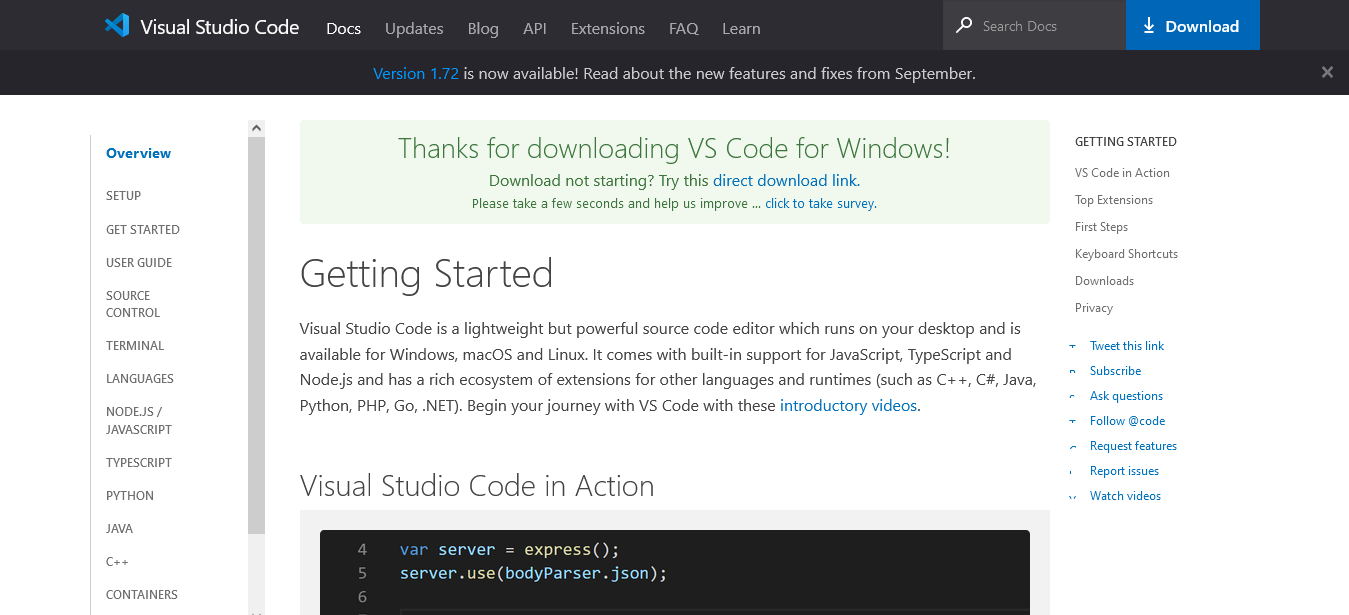 Visual Studio Code Docs Updates Blog API Extensions FAQ Learn Search Docs Download
Version 1.72 is now available! Read about the new features and fixes from September.
Overview
SETUP
GET STARTED
USER GUIDE
SOURCE
CONTROL
TERMINAL
LANGUAGES
NODE.JS /
JAVASCRIPT
TYPESCRIPT
PYTHON
JAVA
C++
CONTAINERS
Thanks for downloading VS Code for Windows!
Download not starting? Try this direct download link.
Please take a few seconds and help us improve ... click to take survey.
Getting Started
Visual Studio Code is a lightweight but powerful source code editor which runs on your desktop and is
available for Windows, macOS and Linux. It comes with built-in support for JavaScript, TypeScript and
Node.js and has a rich ecosystem of extensions for other languages and runtimes (such as C++, C#, Java,
Python, PHP, Go, .NET). Begin your journey with VS Code with these introductory videos.
Visual Studio Code in Action
4 var server = express();
5 server.use(bodyParser.json);
6
GETTING STARTED
VS Code in Action
Top Extensions
First Steps
Keyboard Shortcuts
Downloads
Privacy
Tweet this link
Subscribe
Ask questions
Follow @code
Request features
Report issues
Watch videos